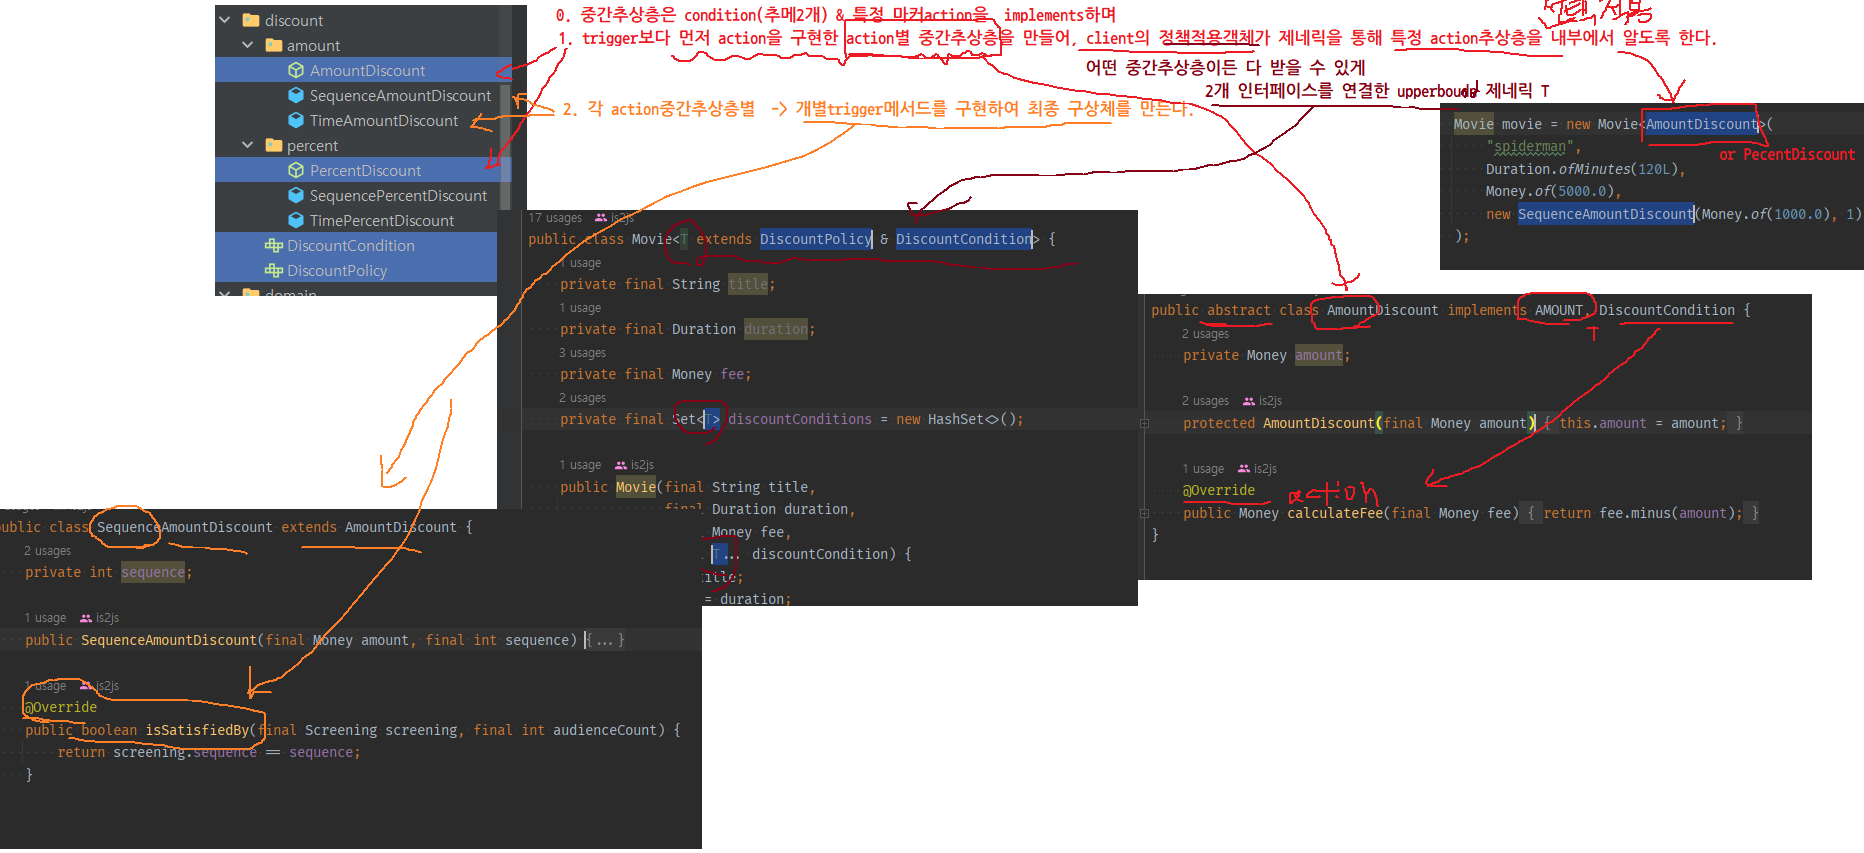 0. 중간추상층은 condition(추메2개) & 특정 마커action을 implements하며
1. trigger보다 먼저 action을 구현한 action별 중간추상층을 만들어, client의 정책적용객체가 제네릭을 통해 특정 action추상층을 내부에서 알도록 한다.
어떤 중간추상층이든 다 받을 수 있게
2개 인터페이스를 연결한 upperbound 제네릭 T
2. 각 action중간추상층별 -> 개별trigger메서드를 구현하여 최종 구상체를 만든다.
discount
amount
AmountDiscount
SequenceAmountDiscount
TimeAmountDiscount
percent
PercentDiscount
SequencePercentDiscount
TimePercentDiscount
DiscountCondition
DiscountPolicy
domain
Movie movie = new Movie<AmountDiscount>(
or PecentDiscount
"spiderman",
Duration.ofMinutes(120L),
Money.of(5000.0),
new SequenceAmountDiscount(Money.of(1000.0), 1)
);
17 usages is2js
public class Movie<T extends DiscountPolicy & DiscountCondition> {
1 usage
private final String title;
1 usage
private final Duration duration;
3 usages
private final Money fee;
2 usages
private final Set<T> discountConditions = new HashSet<>();
1 usage is2js
public Movie(final String title,
final Duration duration,
Money fee,
T... discountCondition) {
title;
= duration;
public abstract class AmountDiscount implements AMOUNT, DiscountCondition {
2 usages
private Money amount;
2 usages is2js
protected AmountDiscount(final Money amount) { this.amount = amount; }
1 usage is2js
@Override action
public Money calculateFee(final Money fee) { return fee.minus(amount); }
}
public class SequenceAmountDiscount extends AmountDiscount {
2 usages
private int sequence;
1 usage is2js
public SequenceAmountDiscount(final Money amount, final int sequence) {...}
1 usage is2js
@Override
public boolean isSatisfiedBy(final Screening screening, final int audienceCount) {
return screening.sequence == sequence;
}